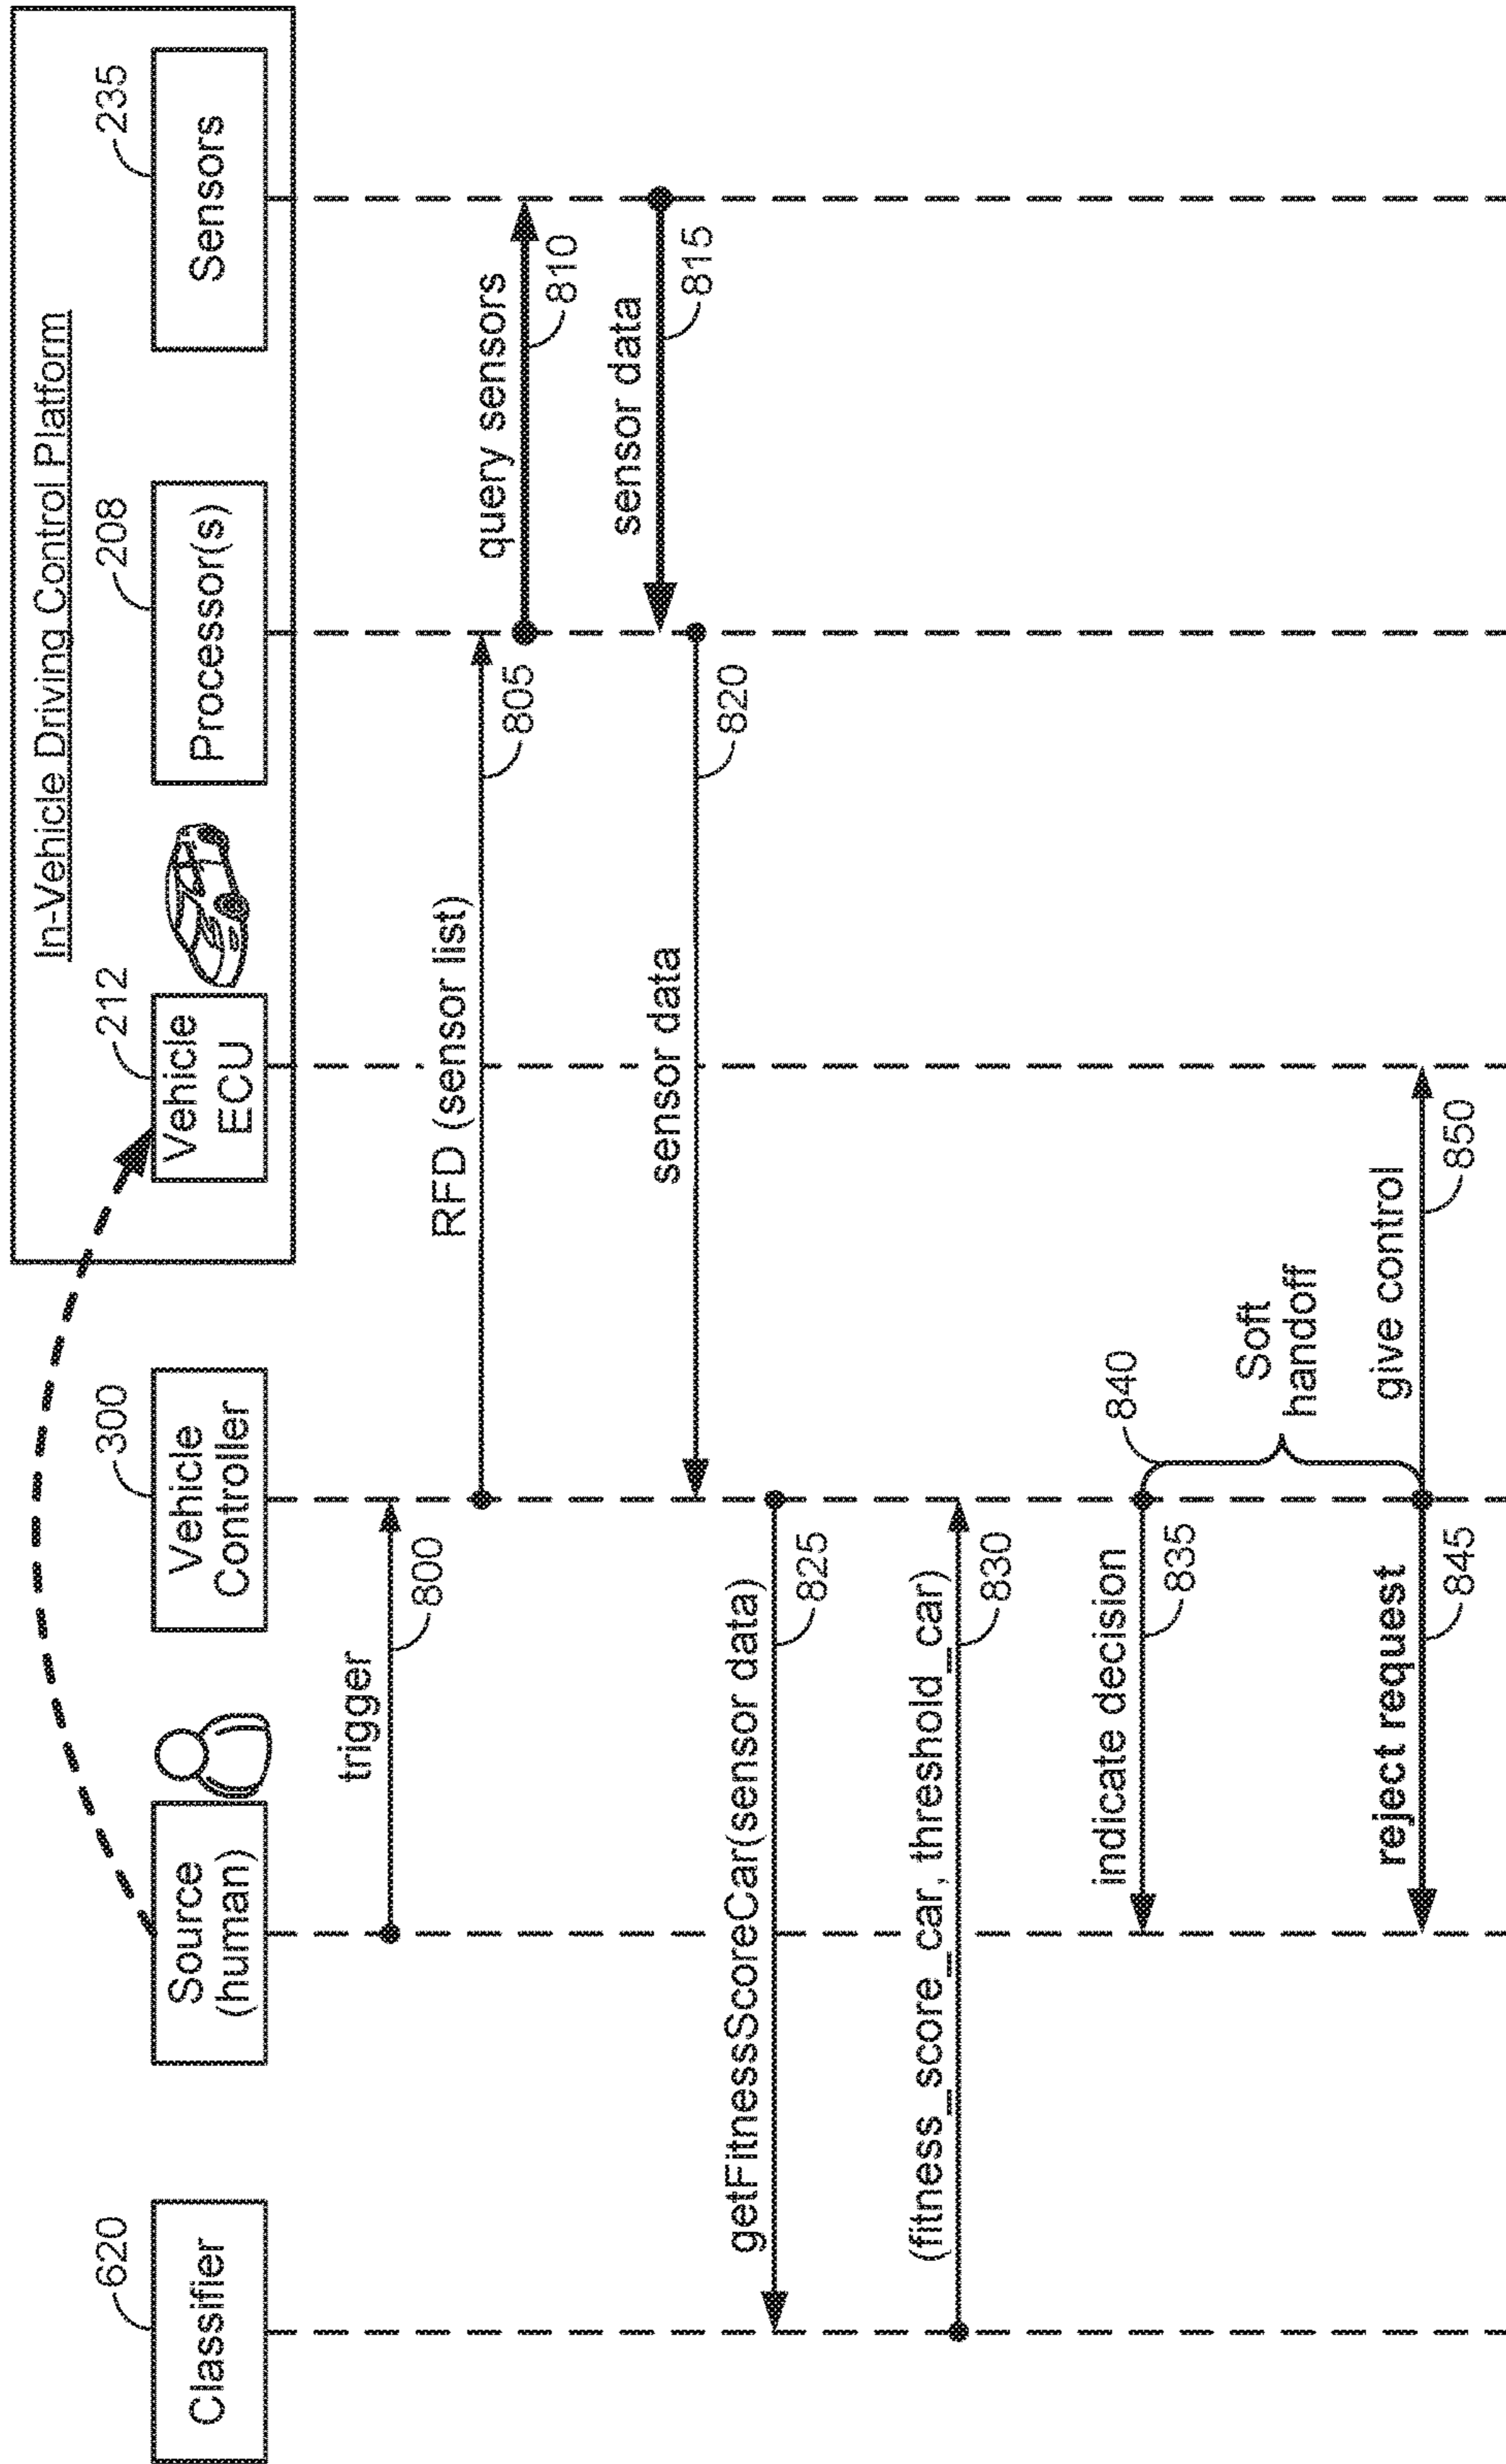 In-Vehicle Driving Control Platform
620
300
212
208
235
Classifier
Source
(human)
Vehicle
Controller
Vehicle
ECU
Processor(s)
Sensors
trigger
800
RFD (sensor list)
805
query sensors
810
sensor data
815
sensor data
820
getFitnessScoreCar(sensor data)
825
(fitness_score_car, threshold_car)
830
indicate decision
835
840
Soft
handoff
reject request
845
give control
850